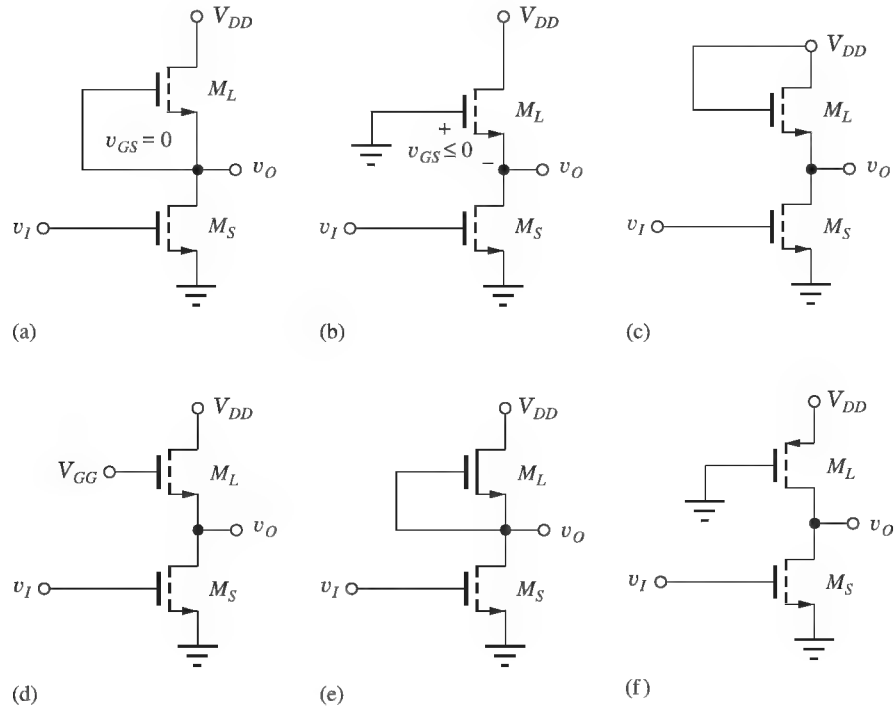 V_DD
M_L
v_GS = 0
v_O
v_I
M_S
(a)
V_DD
M_L
+
v_GS ≤ 0
−
v_O
v_I
M_S
(b)
V_DD
M_L
v_O
v_I
M_S
(c)
V_DD
V_GG
M_L
v_O
v_I
M_S
(d)
V_DD
M_L
v_O
v_I
M_S
(e)
V_DD
M_L
v_O
v_I
M_S
(f)